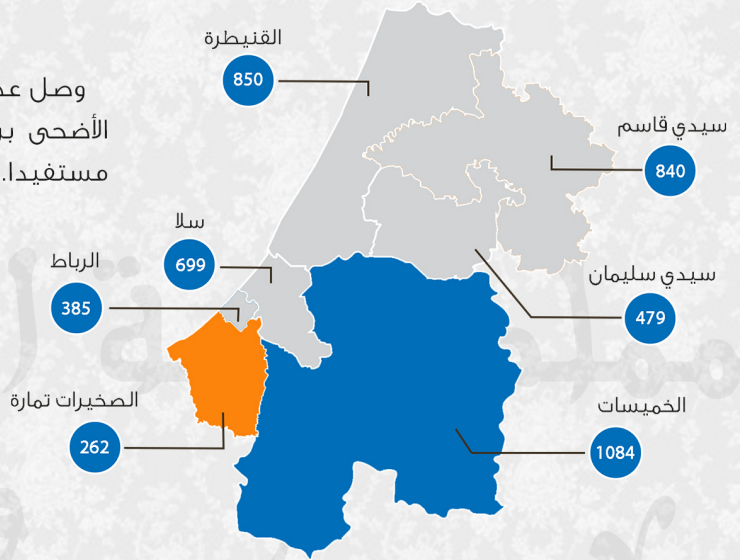 وصل
الأضحى
مستفيدا.
القنيطرة
850
سيدي قاسم
840
سلا
699
سيدي سليمان
479
الرباط
385
الصخيرات تمارة
262
الخميسات
1084